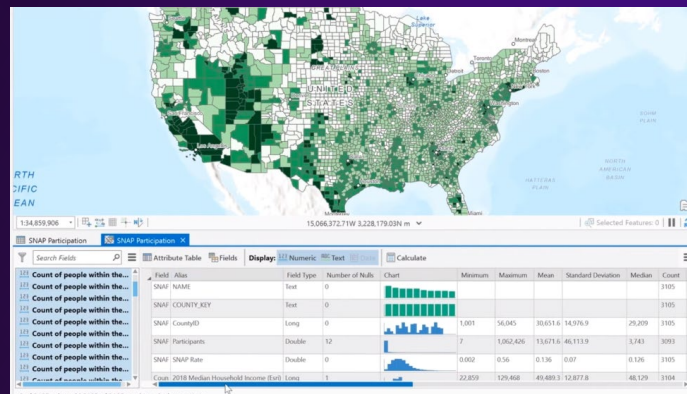 Lake
Superior
Montreal
Toronto
Detroit
Boston
UNITED
STATES
Washington
Los Angeles
Miami
RTH
CIFIC
EAN
SOHM
PLAIN
NORTH
AMERICAN
BASIN
HATTERAS
PLAIN
1:34,859,906
15,066,372.71W 3,228,179.03N m
Selected Features: 0
SNAP Participation
SNAP Participation
Search Fields
Attribute Table Fields Display: Numeric Text Calculate
Count of people within the...
Count of people within the...
Count of people within the...
Count of people within the...
Count of people within the...
Count of people within the...
Count of people within the...
Count of people within the...
Count of people within the...
Count of people within the...
Field Alias Field Type Number of Nulls Chart Minimum Maximum Mean Standard Deviation Median Count
SNAF NAME Text 0 3105
SNAF COUNTY_KEY Text 0 3105
SNAF CountyID Long 0 1,001 56,045 30,651.6 14,976.9 29,209 3105
SNAF Participants Double 12 7 1,062,426 13,671.6 46,113.9 3,743 3093
SNAF SNAP Rate Double 0 0.002 0.56 0.136 0.07 0.126 3105
Coun 2018 Median Household Income (Esri) Long 1 22,859 129,468 49,489.3 12,877.8 48,129 3104